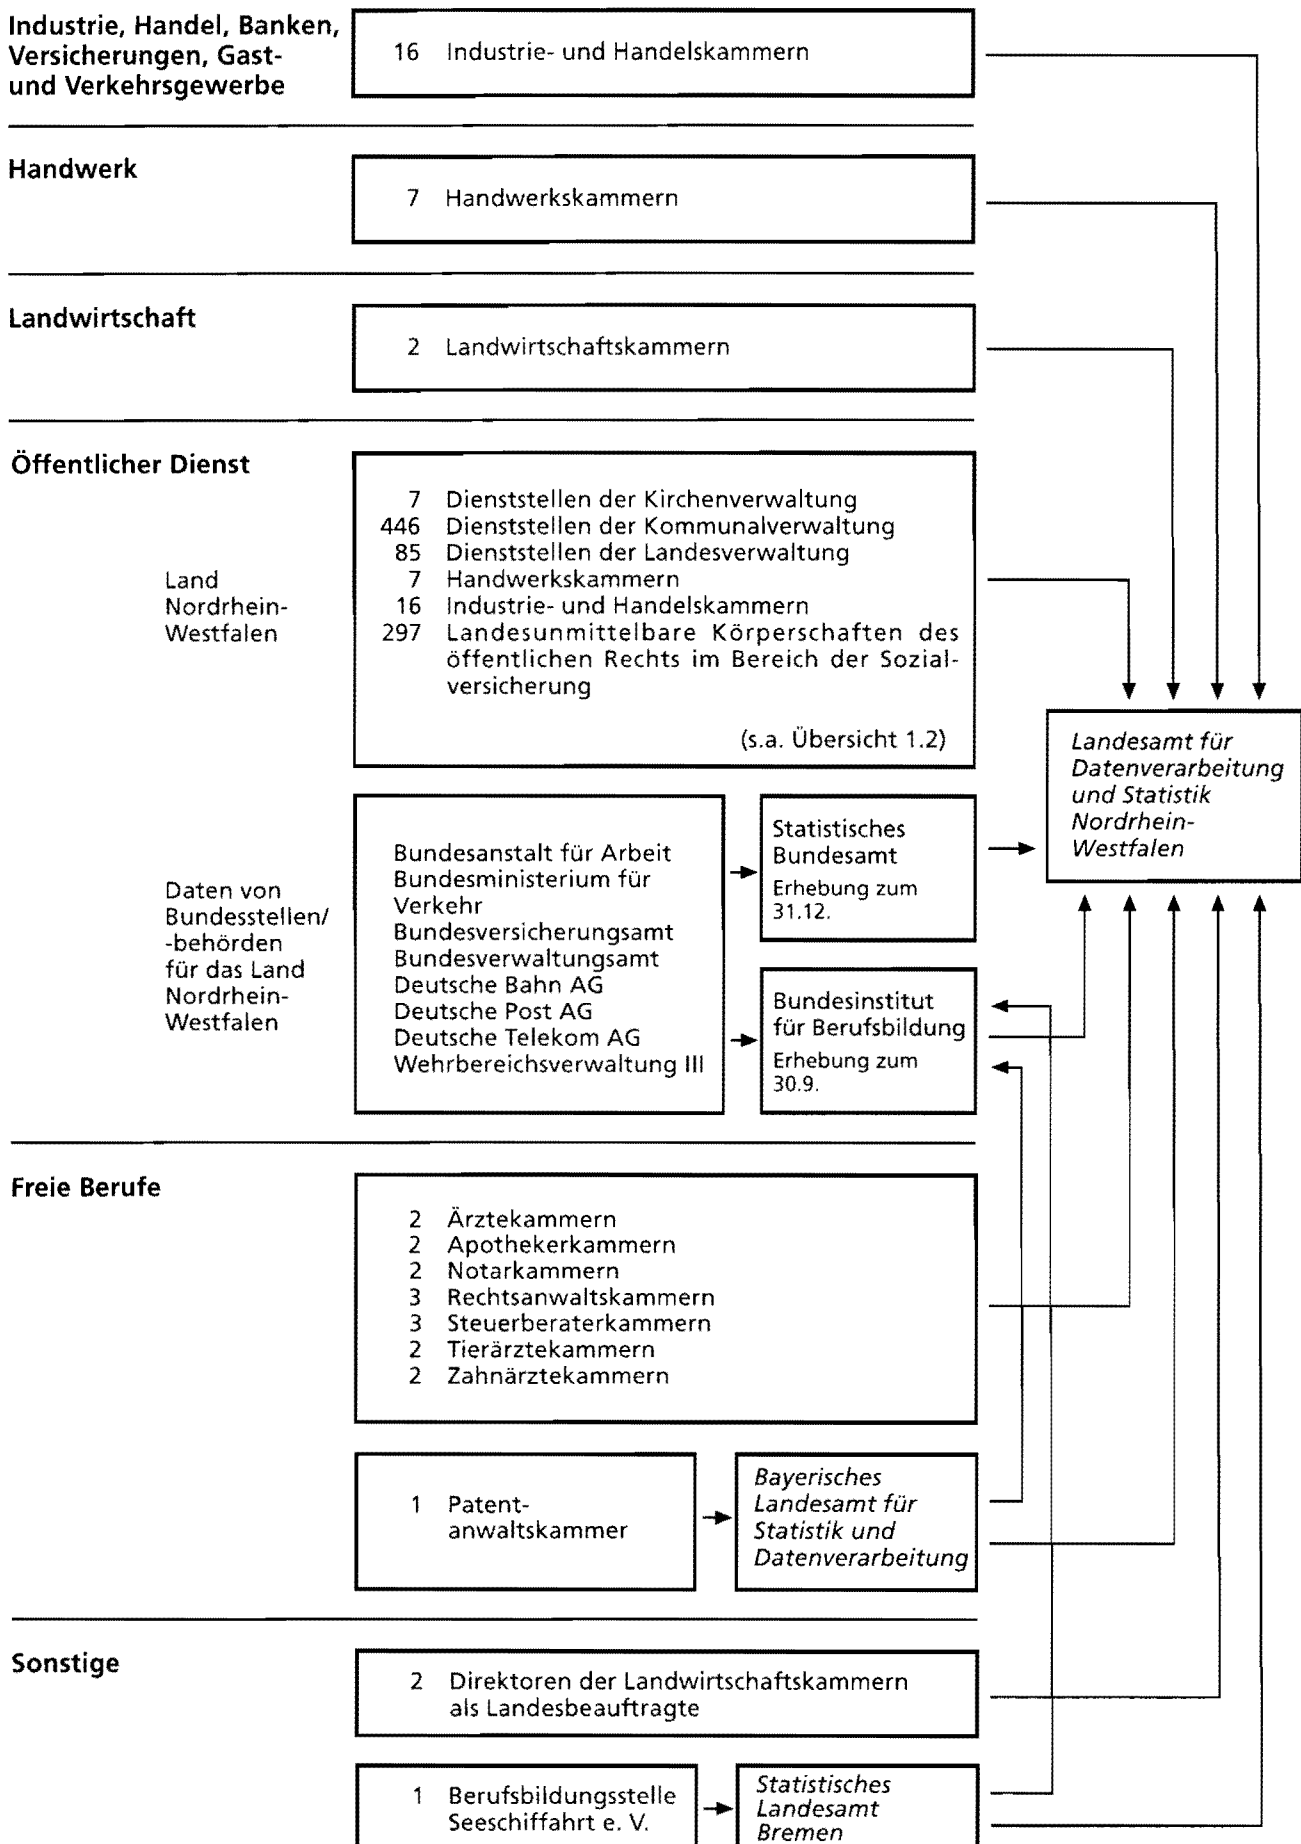 Industrie, Handel, Banken,
Versicherungen, Gast-
und Verkehrsgewerbe
16 Industrie- und Handelskammern
Handwerk
7 Handwerkskammern
Landwirtschaft
2 Landwirtschaftskammern
Öffentlicher Dienst
Land
Nordrhein-
Westfalen
7 Dienststellen der Kirchenverwaltung
446 Dienststellen der Kommunalverwaltung
85 Dienststellen der Landesverwaltung
7 Handwerkskammern
16 Industrie- und Handelskammern
297 Landesunmittelbare Körperschaften des
öffentlichen Rechts im Bereich der Sozial-
versicherung
(s.a. Übersicht 1.2)
Landesamt für
Datenverarbeitung
und Statistik
Nordrhein-
Westfalen
Daten von
Bundesstellen/
-behörden
für das Land
Nordrhein-
Westfalen
Bundesanstalt für Arbeit
Bundesministerium für
Verkehr
Bundesversicherungsamt
Bundesverwaltungsamt
Deutsche Bahn AG
Deutsche Post AG
Deutsche Telekom AG
Wehrbereichsverwaltung III
Statistisches
Bundesamt
Erhebung zum
31.12.
Bundesinstitut
für Berufsbildung
Erhebung zum
30.9.
Freie Berufe
2 Ärztekammern
2 Apothekerkammern
2 Notarkammern
3 Rechtsanwaltskammern
3 Steuerberaterkammern
2 Tierärztekammern
2 Zahnärztekammern
1 Patent-
anwaltskammer
Bayerisches
Landesamt für
Statistik und
Datenverarbeitung
Sonstige
2 Direktoren der Landwirtschaftskammern
als Landesbeauftragte
1 Berufsbildungsstelle
Seeschiffahrt e. V.
Statistisches
Landesamt
Bremen